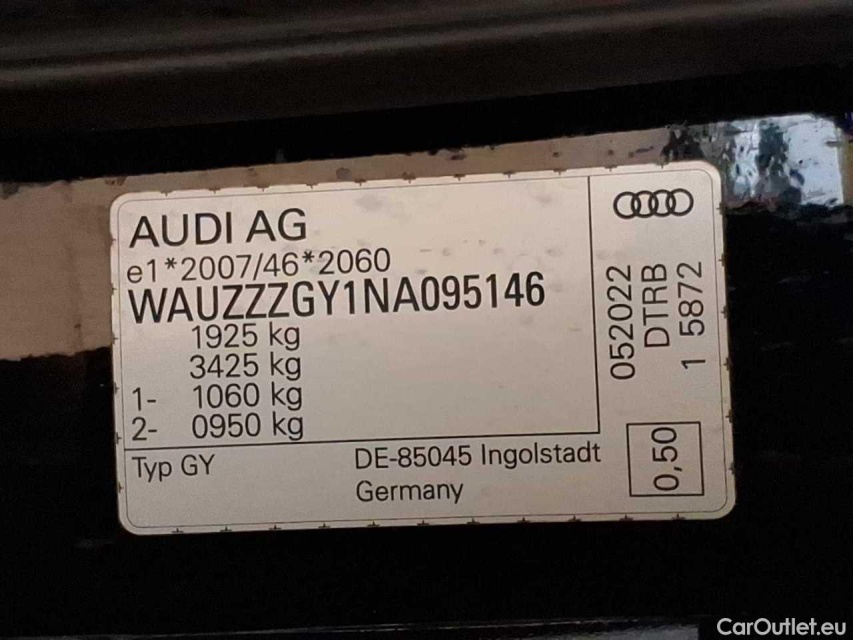 AUDI AG
e1*2007/46*2060
WAUZZZGY1NA095146
1925 kg
3425 kg
1- 1060 kg
2- 0950 kg
Typ GY
DE-85045 Ingolstadt
Germany
052022
DTRB
1 5872
0,50
CarOutlet.eu